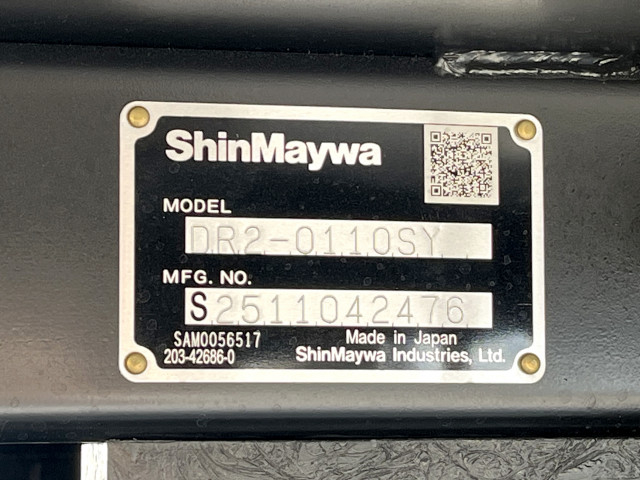 ShinMaywa
MODEL
DR2-0110SY
MFG. NO.
S2511042476
SAM0056517
Made in Japan
203-42686-0
ShinMaywa Industries, Ltd.